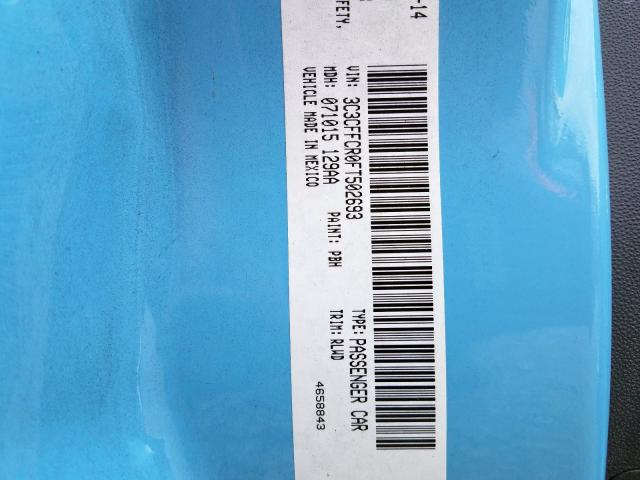 -14
FETY,
VIN: 3C3CFFCR0FT502693 TYPE: PASSENGER CAR
MDH: 071015 129AA PAINT: PBH TRIM: RLWD
VEHICLE MADE IN MEXICO 4658843